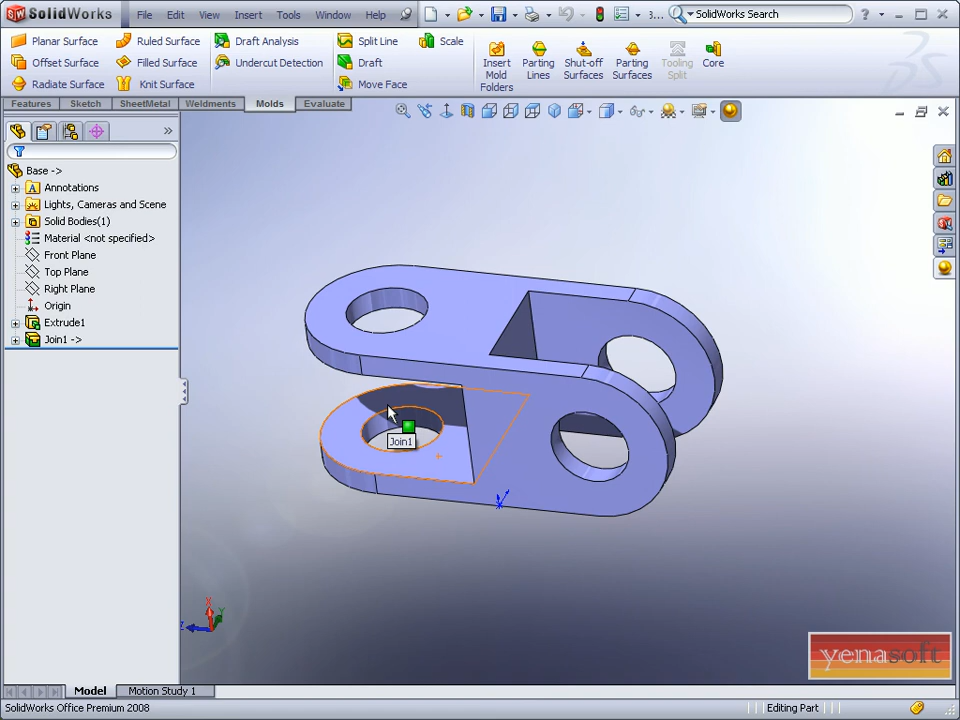 SolidWorks File Edit View Insert Tools Window Help 3... SolidWorks Search ?
Planar Surface Ruled Surface Draft Analysis Split Line Scale
Offset Surface Filled Surface Undercut Detection Draft
Radiate Surface Knit Surface Move Face
Insert Mold Folders
Parting Lines
Shut-off Surfaces
Parting Surfaces
Tooling Split
Core
Features Sketch SheetMetal Weldments Molds Evaluate
Base ->
Annotations
Lights, Cameras and Scene
Solid Bodies(1)
Material <not specified>
Front Plane
Top Plane
Right Plane
Origin
Extrude1
Join1 ->
Join1
X
Y
Z
yenasoft
Model Motion Study 1
SolidWorks Office Premium 2008 Editing Part